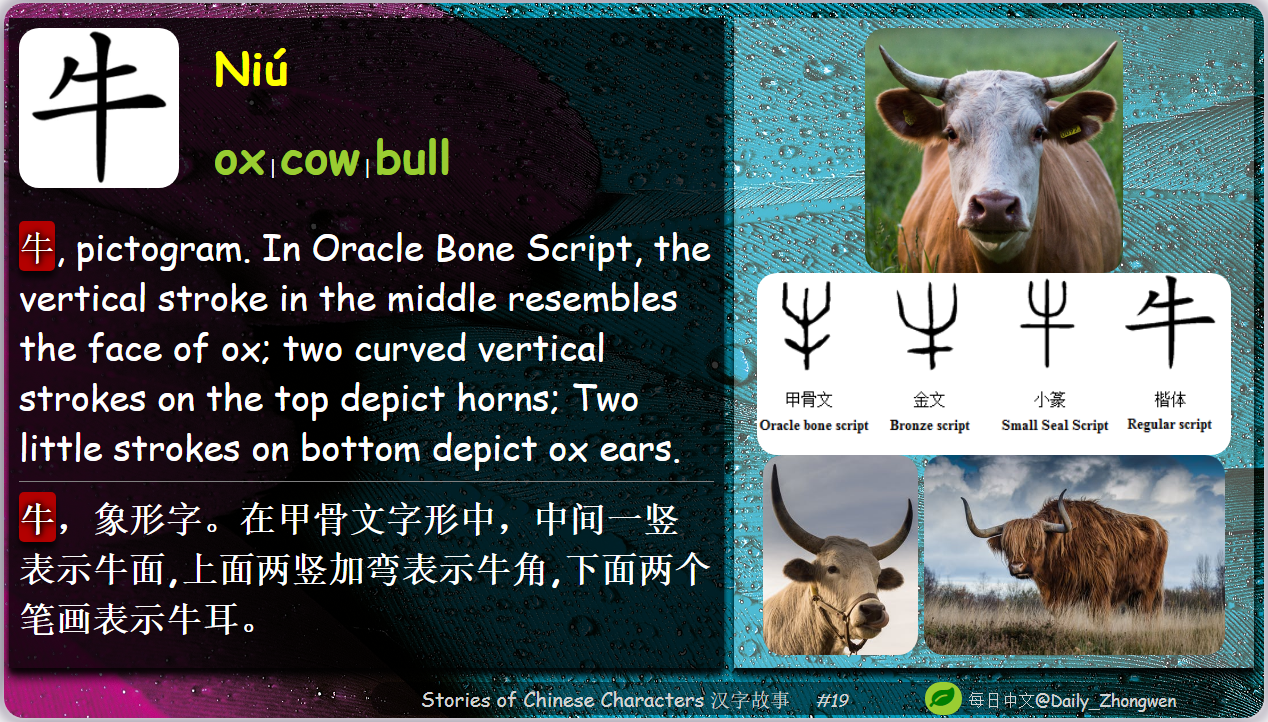 牛
Niú
ox | cow | bull
牛, pictogram. In Oracle Bone Script, the
vertical stroke in the middle resembles
the face of ox; two curved vertical
strokes on the top depict horns; Two
little strokes on bottom depict ox ears.
牛，象形字。在甲骨文字形中，中间一竖
表示牛面,上面两竖加弯表示牛角,下面两个
笔画表示牛耳。
牛
甲骨文 金文 小篆 楷体
Oracle bone script Bronze script Small Seal Script Regular script
Stories of Chinese Characters 汉字故事 #19
每日中文@Daily_Zhongwen